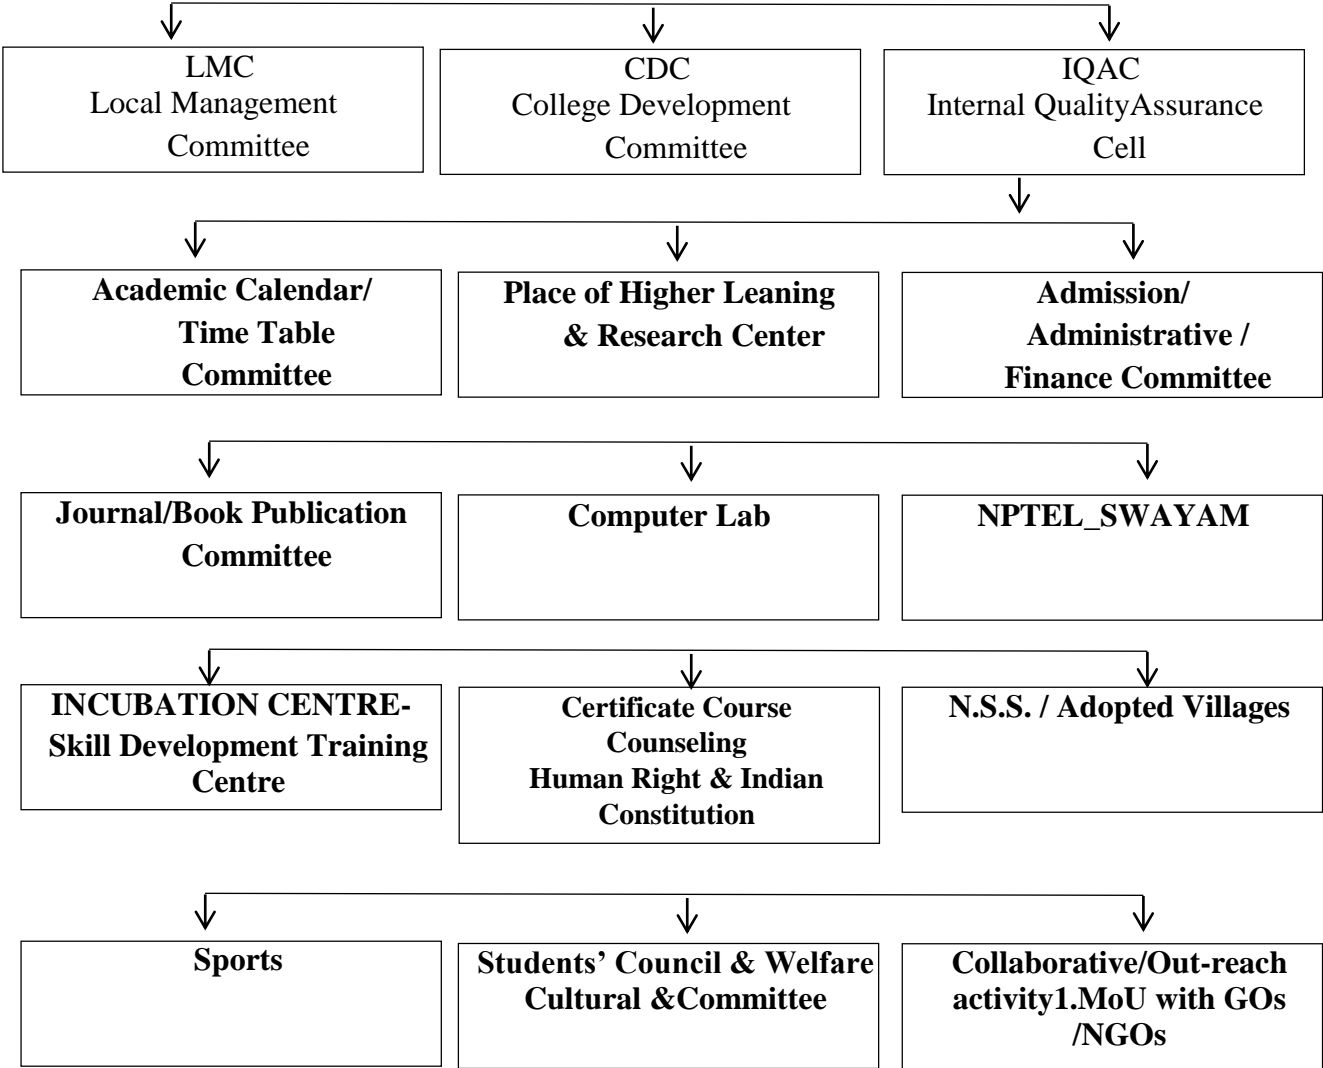 LMC
Local Management
Committee
CDC
College Development
Committee
IQAC
Internal QualityAssurance
Cell
Academic Calendar/
Time Table
Committee
Place of Higher Leaning
& Research Center
Admission/
Administrative /
Finance Committee
Journal/Book Publication
Committee
Computer Lab
NPTEL_SWAYAM
INCUBATION CENTRE-
Skill Development Training
Centre
Certificate Course
Counseling
Human Right & Indian
Constitution
N.S.S. / Adopted Villages
Sports
Students’ Council & Welfare
Cultural &Committee
Collaborative/Out-reach
activity1.MoU with GOs
/NGOs